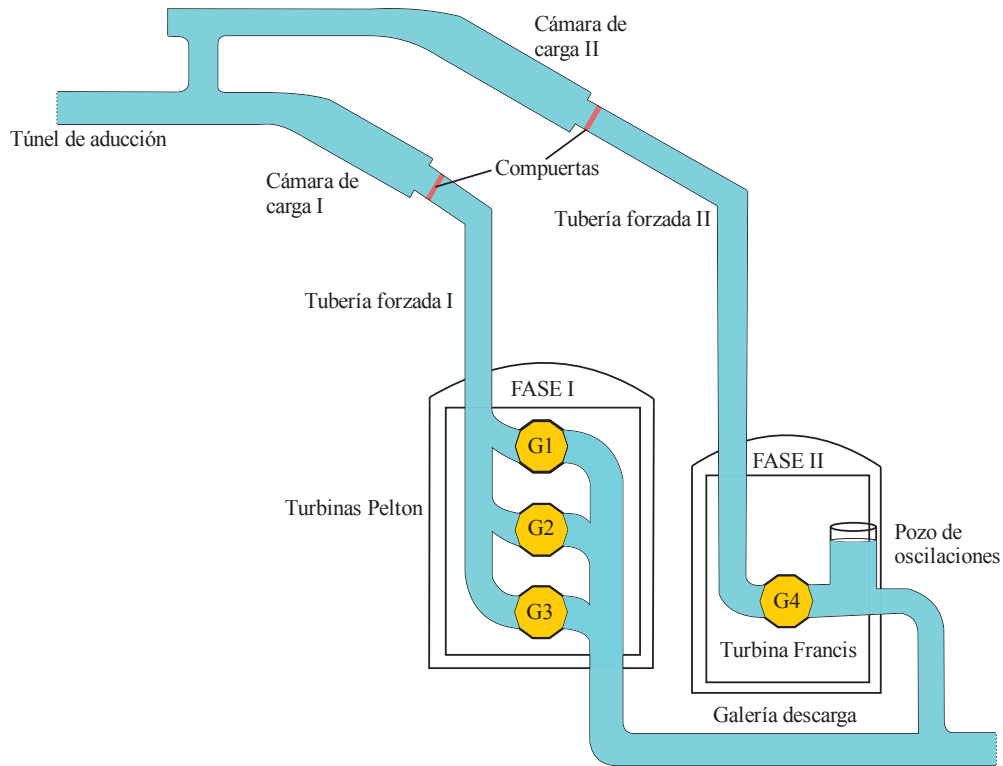 Cámara de
carga II
Túnel de aducción
Compuertas
Cámara de
carga I
Tubería forzada II
Tubería forzada I
FASE I
G1
FASE II
Turbinas Pelton
G2
Pozo de
oscilaciones
G3
G4
Turbina Francis
Galería descarga